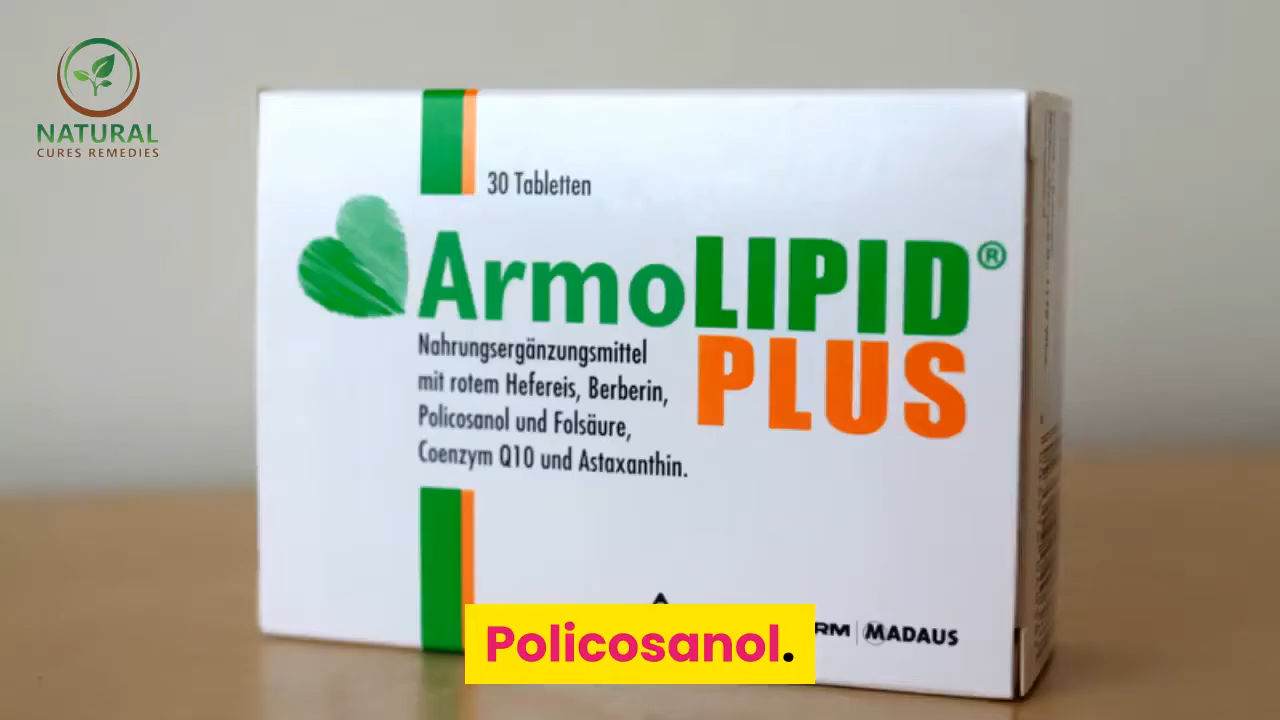 NATURAL
CURES REMEDIES
30 Tabletten
ArmoLIPID®
PLUS
Nahrungsergänzungsmittel
mit rotem Hefereis, Berberin,
Policosanol und Folsäure,
Coenzym Q10 und Astaxanthin.
MADAUS
Policosanol.